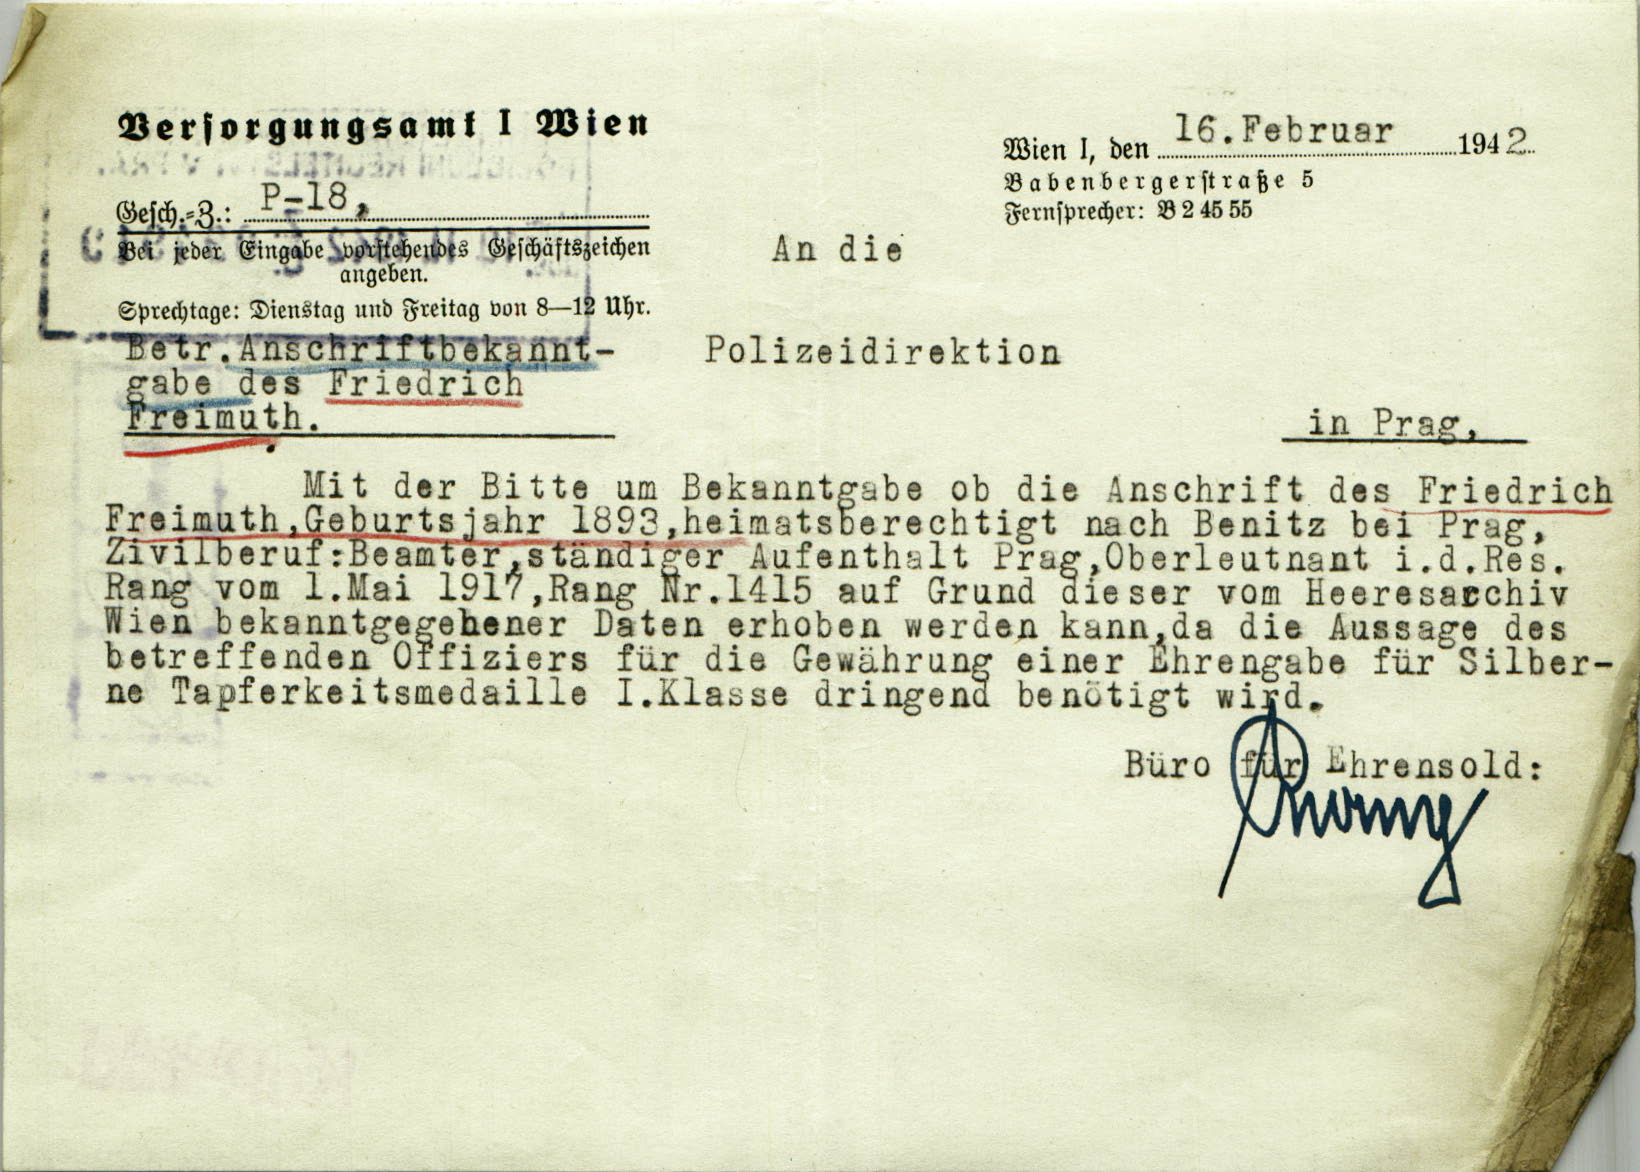 Versorgungsamt I Wien
Wien I, den 16.Februar 1942
Babenbergerstraße 5
Fernsprecher: B 2 45 55
Gesch.=Z.: P-18,
Bei jeder Eingabe vorstehendes Geschäftszeichen
angeben.
Sprechtage: Dienstag und Freitag von 8—12 Uhr.
An die
Betr.Anschriftbekannt-
gabe des Friedrich
Freimuth.
Polizeidirektion
in Prag,
Mit der Bitte um Bekanntgabe ob die Anschrift des Friedrich
Freimuth,Geburtsjahr 1893,heimatsberechtigt nach Benitz bei Prag,
Zivilberuf:Beamter,ständiger Aufenthalt Prag,Oberleutnant i.d.Res.
Rang vom 1.Mai 1917,Rang Nr.1415 auf Grund dieser vom Heeresarchiv
Wien bekanntgegebener Daten erhoben werden kann,da die Aussage des
betreffenden Offiziers für die Gewährung einer Ehrengabe für Silber-
ne Tapferkeitsmedaille I.Klasse dringend benötigt wird.
Büro für Ehrensold: